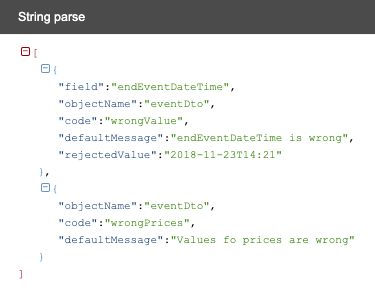 String parse
[
{
"field":"endEventDateTime",
"objectName":"eventDto",
"code":"wrongValue",
"defaultMessage":"endEventDateTime is wrong",
"rejectedValue":"2018-11-23T14:21"
},
{
"objectName":"eventDto",
"code":"wrongPrices",
"defaultMessage":"Values fo prices are wrong"
}
]